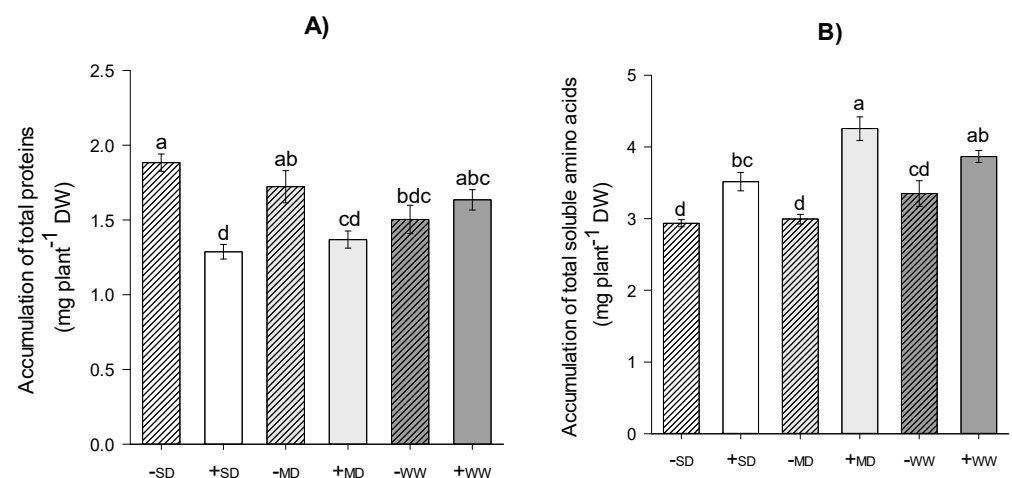 A)
Accumulation of total proteins
(mg plant⁻¹ DW)
2.5
2.0
1.5
1.0
0.5
0.0
a
d
ab
cd
bdc
abc
-SD
+SD
-MD
+MD
-WW
+WW
B)
Accumulation of total soluble amino acids
(mg plant⁻¹ DW)
5
4
3
2
1
0
d
bc
d
a
cd
ab
-SD
+SD
-MD
+MD
-WW
+WW